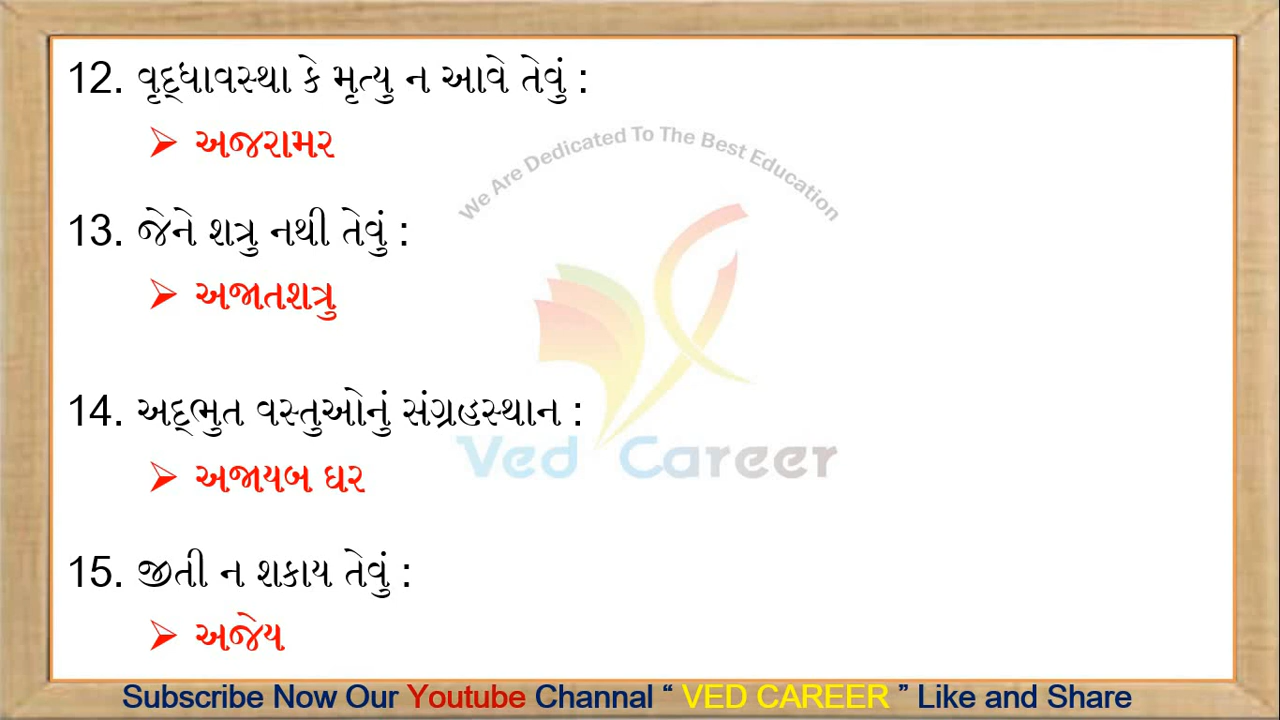 12. વૃદ્ધાવસ્થા કે મૃત્યુ ન આવે તેવું :
➢ અજરામર
We Are Dedicated To The Best Education
13. જેને શત્રુ નથી તેવું :
➢ અજાતશત્રુ
14. અદ્ભુત વસ્તુઓનું સંગ્રહસ્થાન :
Ved Career
➢ અજાયબ ઘર
15. જીતી ન શકાય તેવું :
➢ અજેય
Subscribe Now Our Youtube Channal “ VED CAREER ” Like and Share